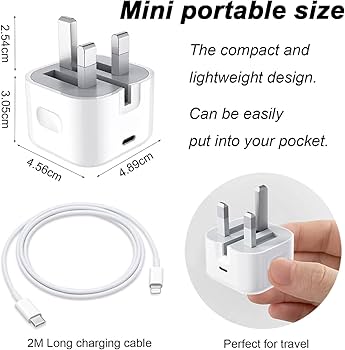 Mini portable size
2.54cm
The compact and
lightweight design.
3.05cm
Can be easily
put into your pocket.
4.56cm
4.89cm
2M Long charging cable
Perfect for travel